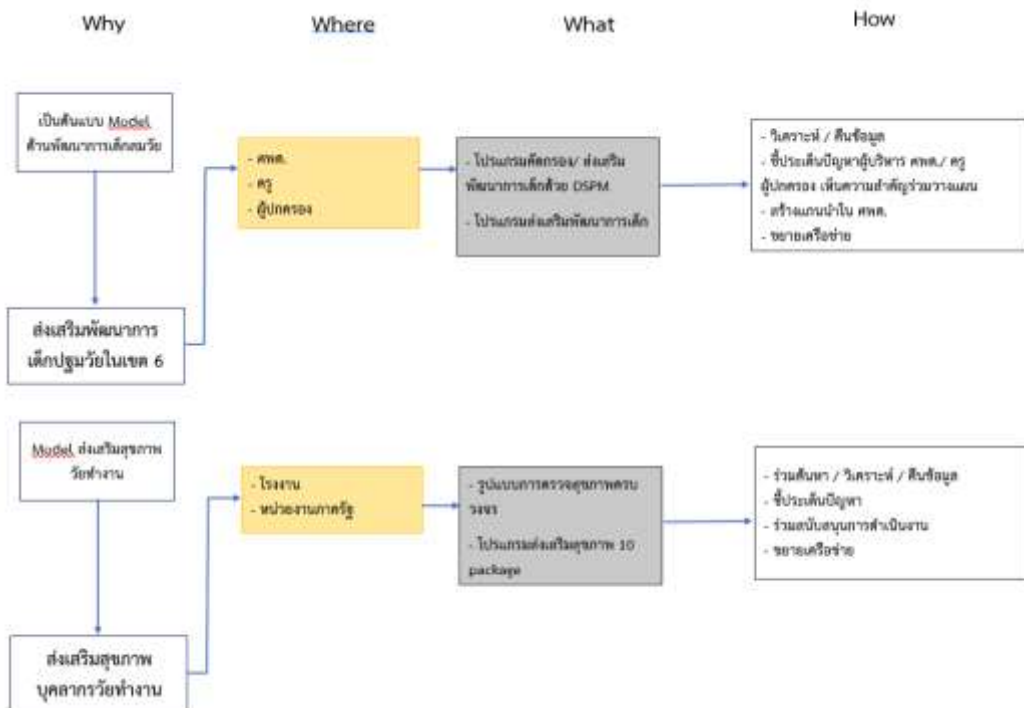 Why
Where
What
How
เป็นต้นแบบ Model
ด้านพัฒนาการเด็กสมวัย
- ศพด.
- ครู
- ผู้ปกครอง
- โปรแกรมคัดกรอง/ ส่งเสริม
พัฒนาการเด็กด้วย DSPM
- โปรแกรมส่งเสริมพัฒนาการเด็ก
- วิเคราะห์ / คืนข้อมูล
- ชี้ประเด็นปัญหาผู้บริหาร ศพด./ ครู
ผู้ปกครอง เห็นความสำคัญร่วมวางแผน
- สร้างแกนนำใน ศพด.
- ขยายเครือข่าย
ส่งเสริมพัฒนาการ
เด็กปฐมวัยในเขต 6
Model ส่งเสริมสุขภาพ
วัยทำงาน
- โรงงาน
- หน่วยงานภาครัฐ
- รูปแบบการตรวจสุขภาพครบ
วงจร
- โปรแกรมส่งเสริมสุขภาพ 10
package
- ร่วมค้นหา / วิเคราะห์ / คืนข้อมูล
- ชี้ประเด็นปัญหา
- ร่วมสนับสนุนการดำเนินงาน
- ขยายเครือข่าย
ส่งเสริมสุขภาพ
บุคลากรวัยทำงาน